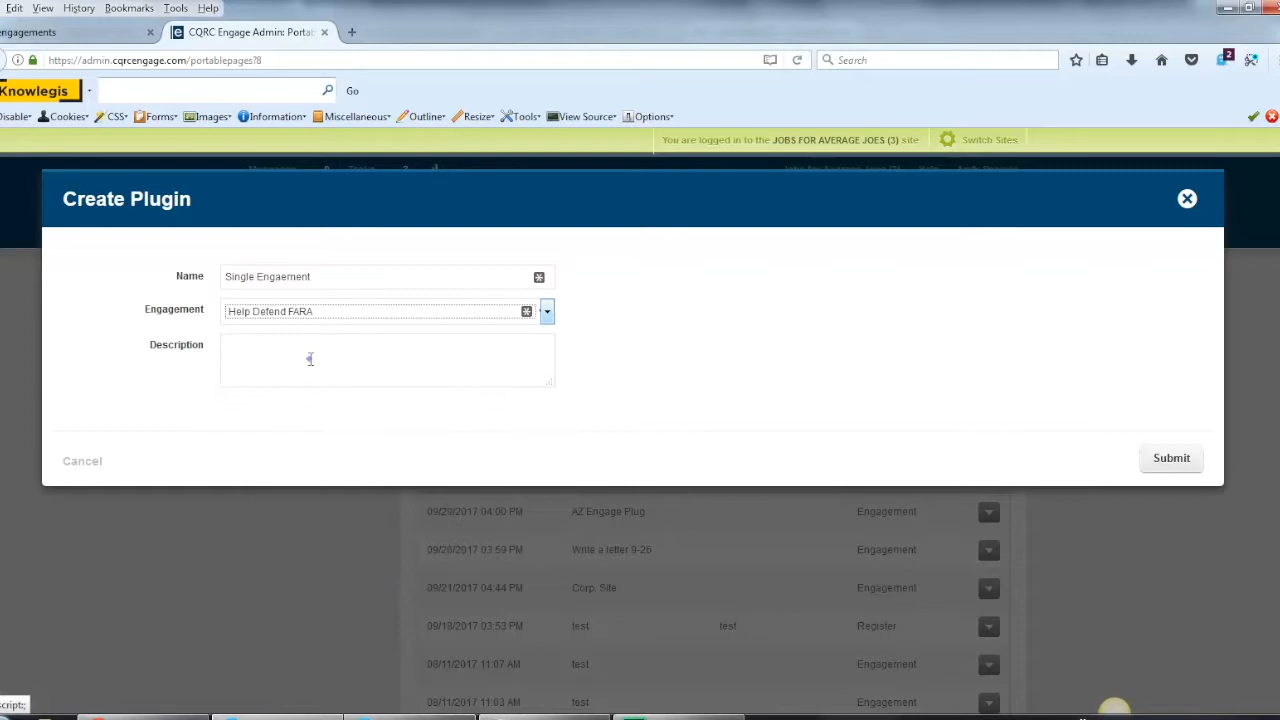 Edit View History Bookmarks Tools Help
engagements CQRC Engage Admin: Portab
https://admin.cqrcengage.com/portablepages?8 Search 2
Knowlegis Go
Disable Cookies CSS Forms Images Information Miscellaneous Outline Resize Tools View Source Options
You are logged in to the JOBS FOR AVERAGE JOES (3) site Switch Sites
Create Plugin
Name Single Engaement
Engagement Help Defend FARA
Description
Cancel Submit
09/29/2017 04:00 PM AZ Engage Plug Engagement
09/26/2017 03:59 PM Write a letter 9-26 Engagement
09/21/2017 04:44 PM Corp. Site Engagement
09/18/2017 03:53 PM test test Register
08/11/2017 11:07 AM test Engagement
08/11/2017 11:03 AM test Engagement
script:;